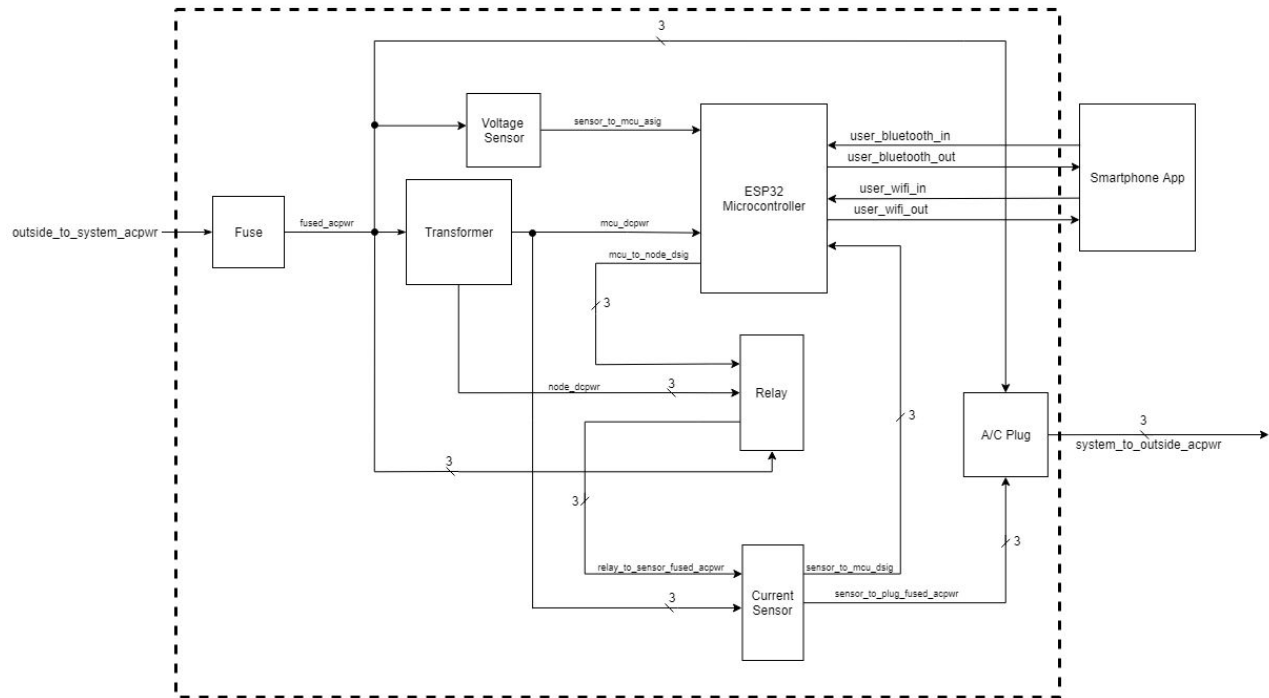 3
Voltage
Sensor
sensor_to_mcu_asig
ESP32
Microcontroller
user_bluetooth_in
user_bluetooth_out
user_wifi_in
user_wifi_out
Smartphone App
outside_to_system_acpwr
Fuse
fused_acpwr
Transformer
mcu_dcpwr
mcu_to_node_dsig
3
node_dcpwr
3
Relay
3
3
3
A/C Plug
3
system_to_outside_acpwr
3
relay_to_sensor_fused_acpwr
3
Current
Sensor
sensor_to_mcu_dsig
sensor_to_plug_fused_acpwr